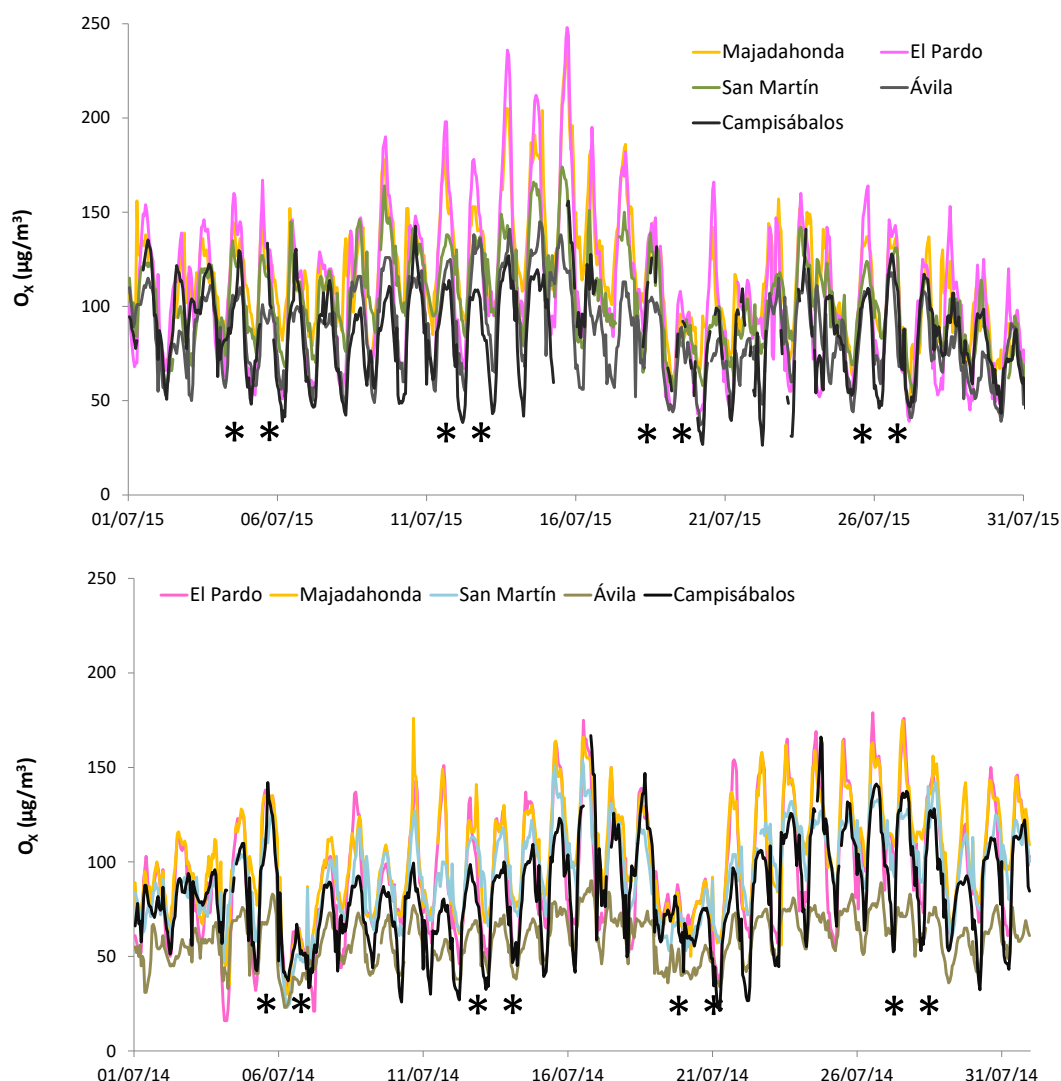 250
200
150
100
50
0
Oₓ (µg/m³)
Majadahonda El Pardo
San Martín Ávila
Campisábalos
* * * * * * * *
01/07/15 06/07/15 11/07/15 16/07/15 21/07/15 26/07/15 31/07/15
250
200
150
100
50
0
Oₓ (µg/m³)
El Pardo Majadahonda San Martín Ávila Campisábalos
* * * * * * * *
01/07/14 06/07/14 11/07/14 16/07/14 21/07/14 26/07/14 31/07/14